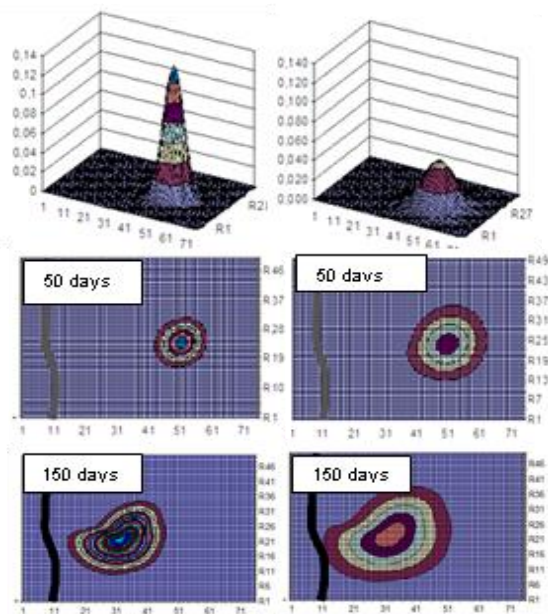 0,14
0,12
0,1
0,08
0,06
0,04
0,02
0
1 11 21 31 41 51 61 71
R1
0,140
0,120
0,100
0,080
0,060
0,040
0,020
0,000
1 11 21 31 41 51 61 71
R1
R27
50 days
R46
R37
R28
R19
R10
R1
1 11 21 31 41 51 61 71
50 days
R49
R43
R37
R31
R25
R19
R13
R7
R1
1 11 21 31 41 51 61 71
150 days
R46
R41
R36
R31
R26
R21
R16
R11
R6
R1
1 11 21 31 41 51 61 71
150 days
R46
R41
R36
R31
R26
R21
R16
R11
R6
R1
1 11 21 31 41 51 61 71